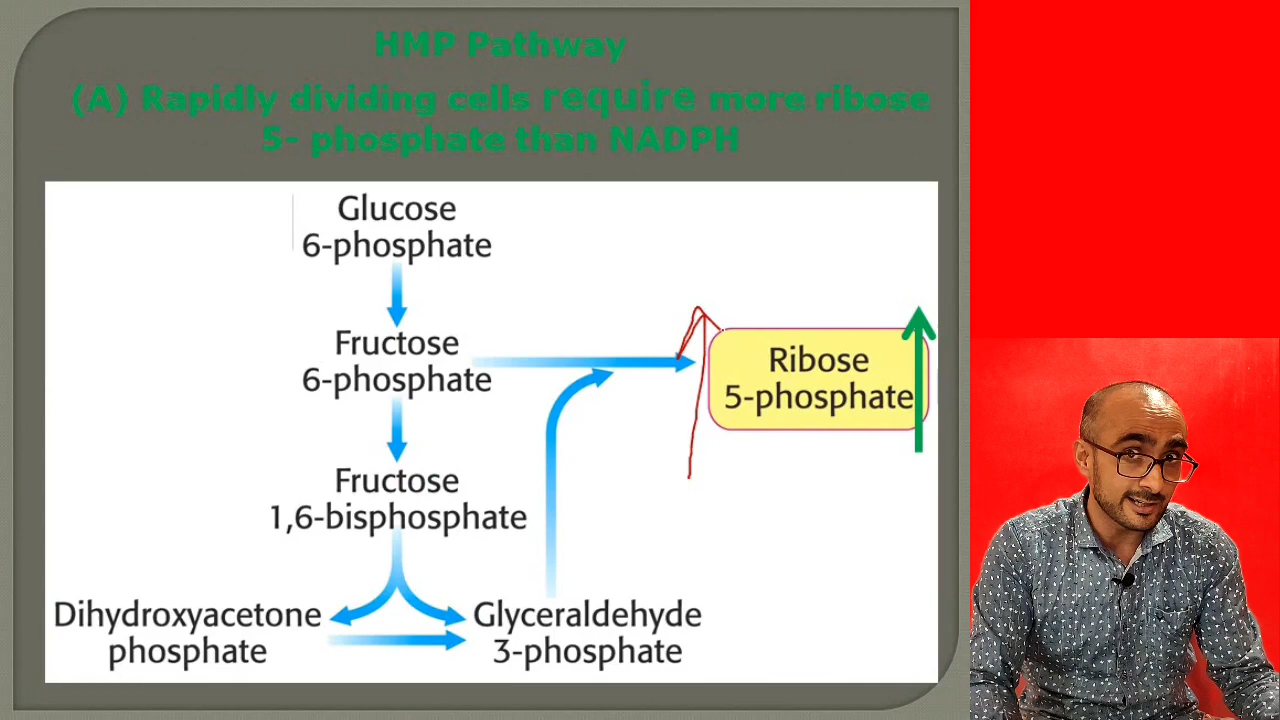 HMP Pathway
(A) Rapidly dividing cells require more ribose
5- phosphate than NADPH
Glucose
6-phosphate
Fructose
6-phosphate
Ribose
5-phosphate
Fructose
1,6-bisphosphate
Dihydroxyacetone
phosphate
Glyceraldehyde
3-phosphate